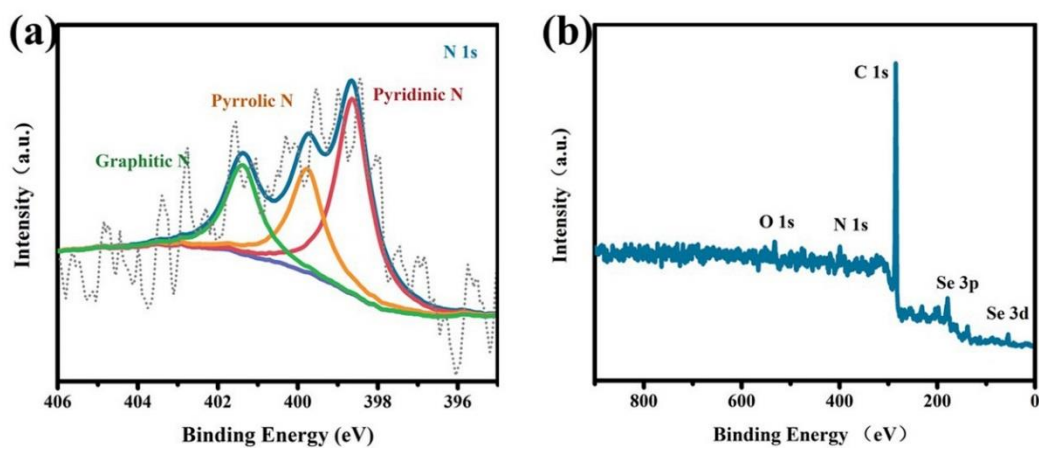 (a)
N 1s
Pyrrolic N
Pyridinic N
Graphitic N
Intensity (a.u.)
406
404
402
400
398
396
Binding Energy (eV)
(b)
C 1s
O 1s
N 1s
Se 3p
Se 3d
Intensity (a.u.)
800
600
400
200
0
Binding Energy (eV)